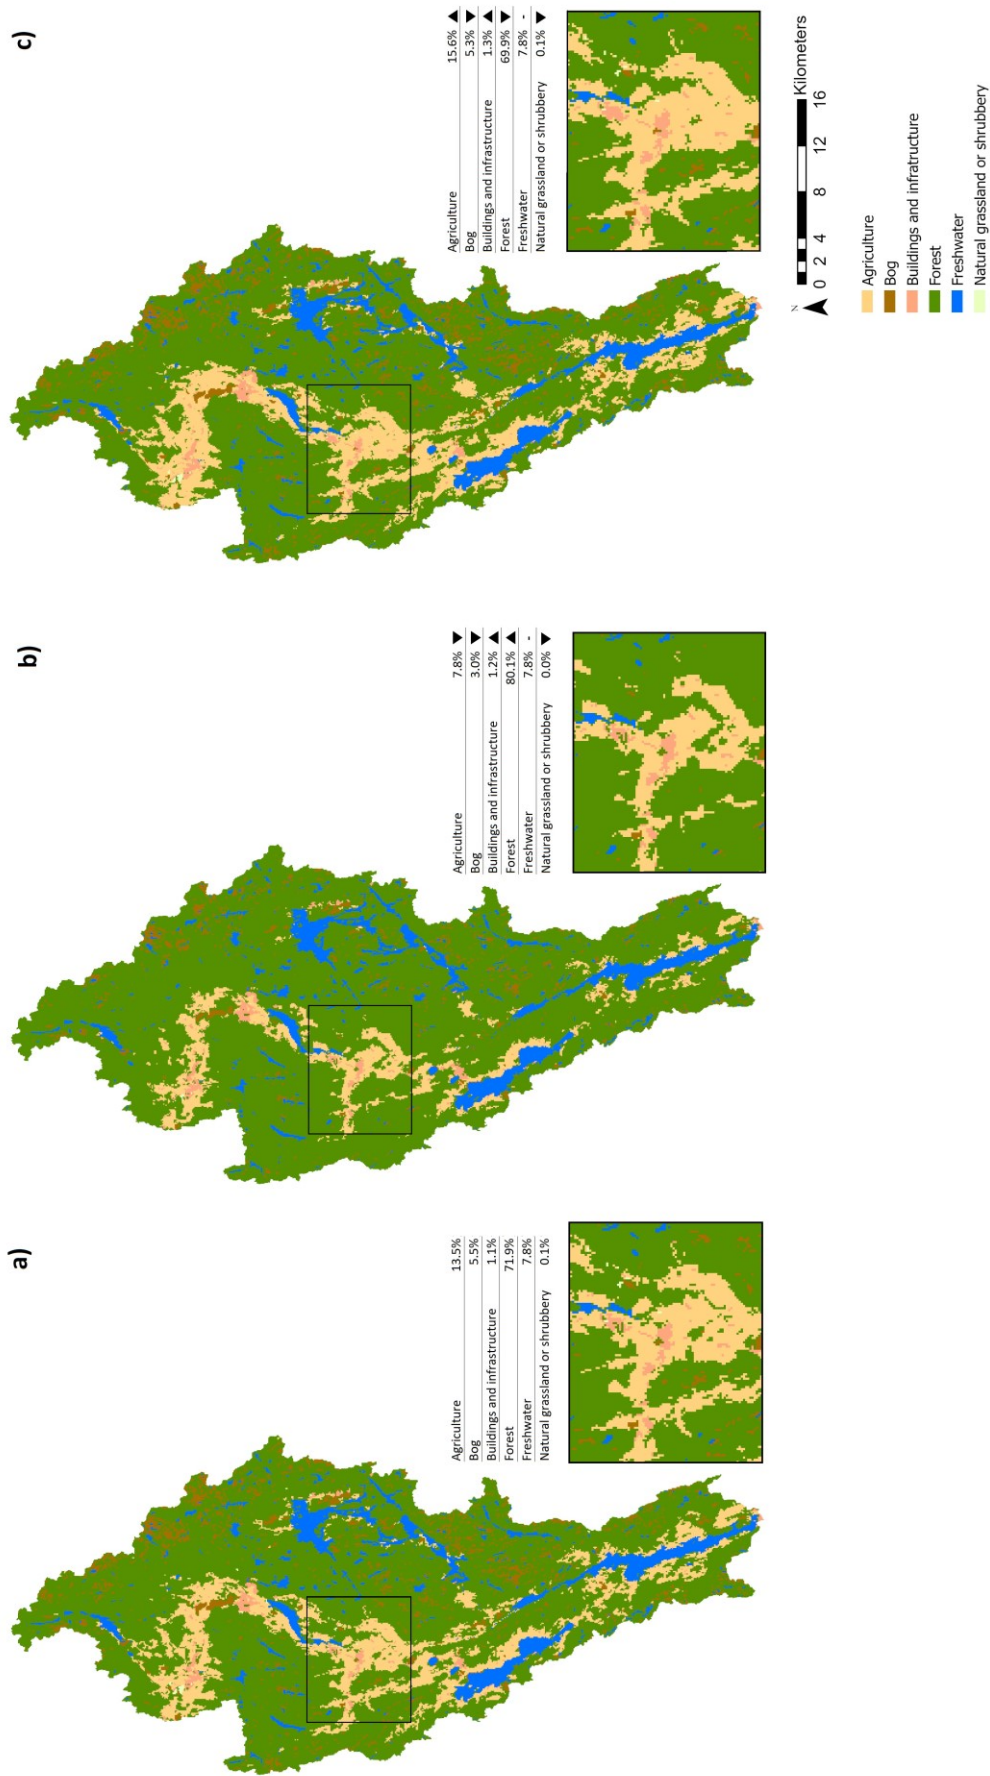 a)
Agriculture 13.5%
Bog 5.5%
Buildings and infrastructure 1.1%
Forest 71.9%
Freshwater 7.8%
Natural grassland or shrubbery 0.1%
b)
Agriculture 7.8% ▼
Bog 3.0% ▼
Buildings and infrastructure 1.2% ▲
Forest 80.1% ▲
Freshwater 7.8% -
Natural grassland or shrubbery 0.0% ▼
c)
Agriculture 15.6% ▲
Bog 5.3% ▼
Buildings and infrastructure 1.3% ▲
Forest 69.9% ▼
Freshwater 7.8% -
Natural grassland or shrubbery 0.1% ▼
N
Kilometers
0 2 4 8 12 16
Agriculture
Bog
Buildings and infratructure
Forest
Freshwater
Natural grassland or shrubbery